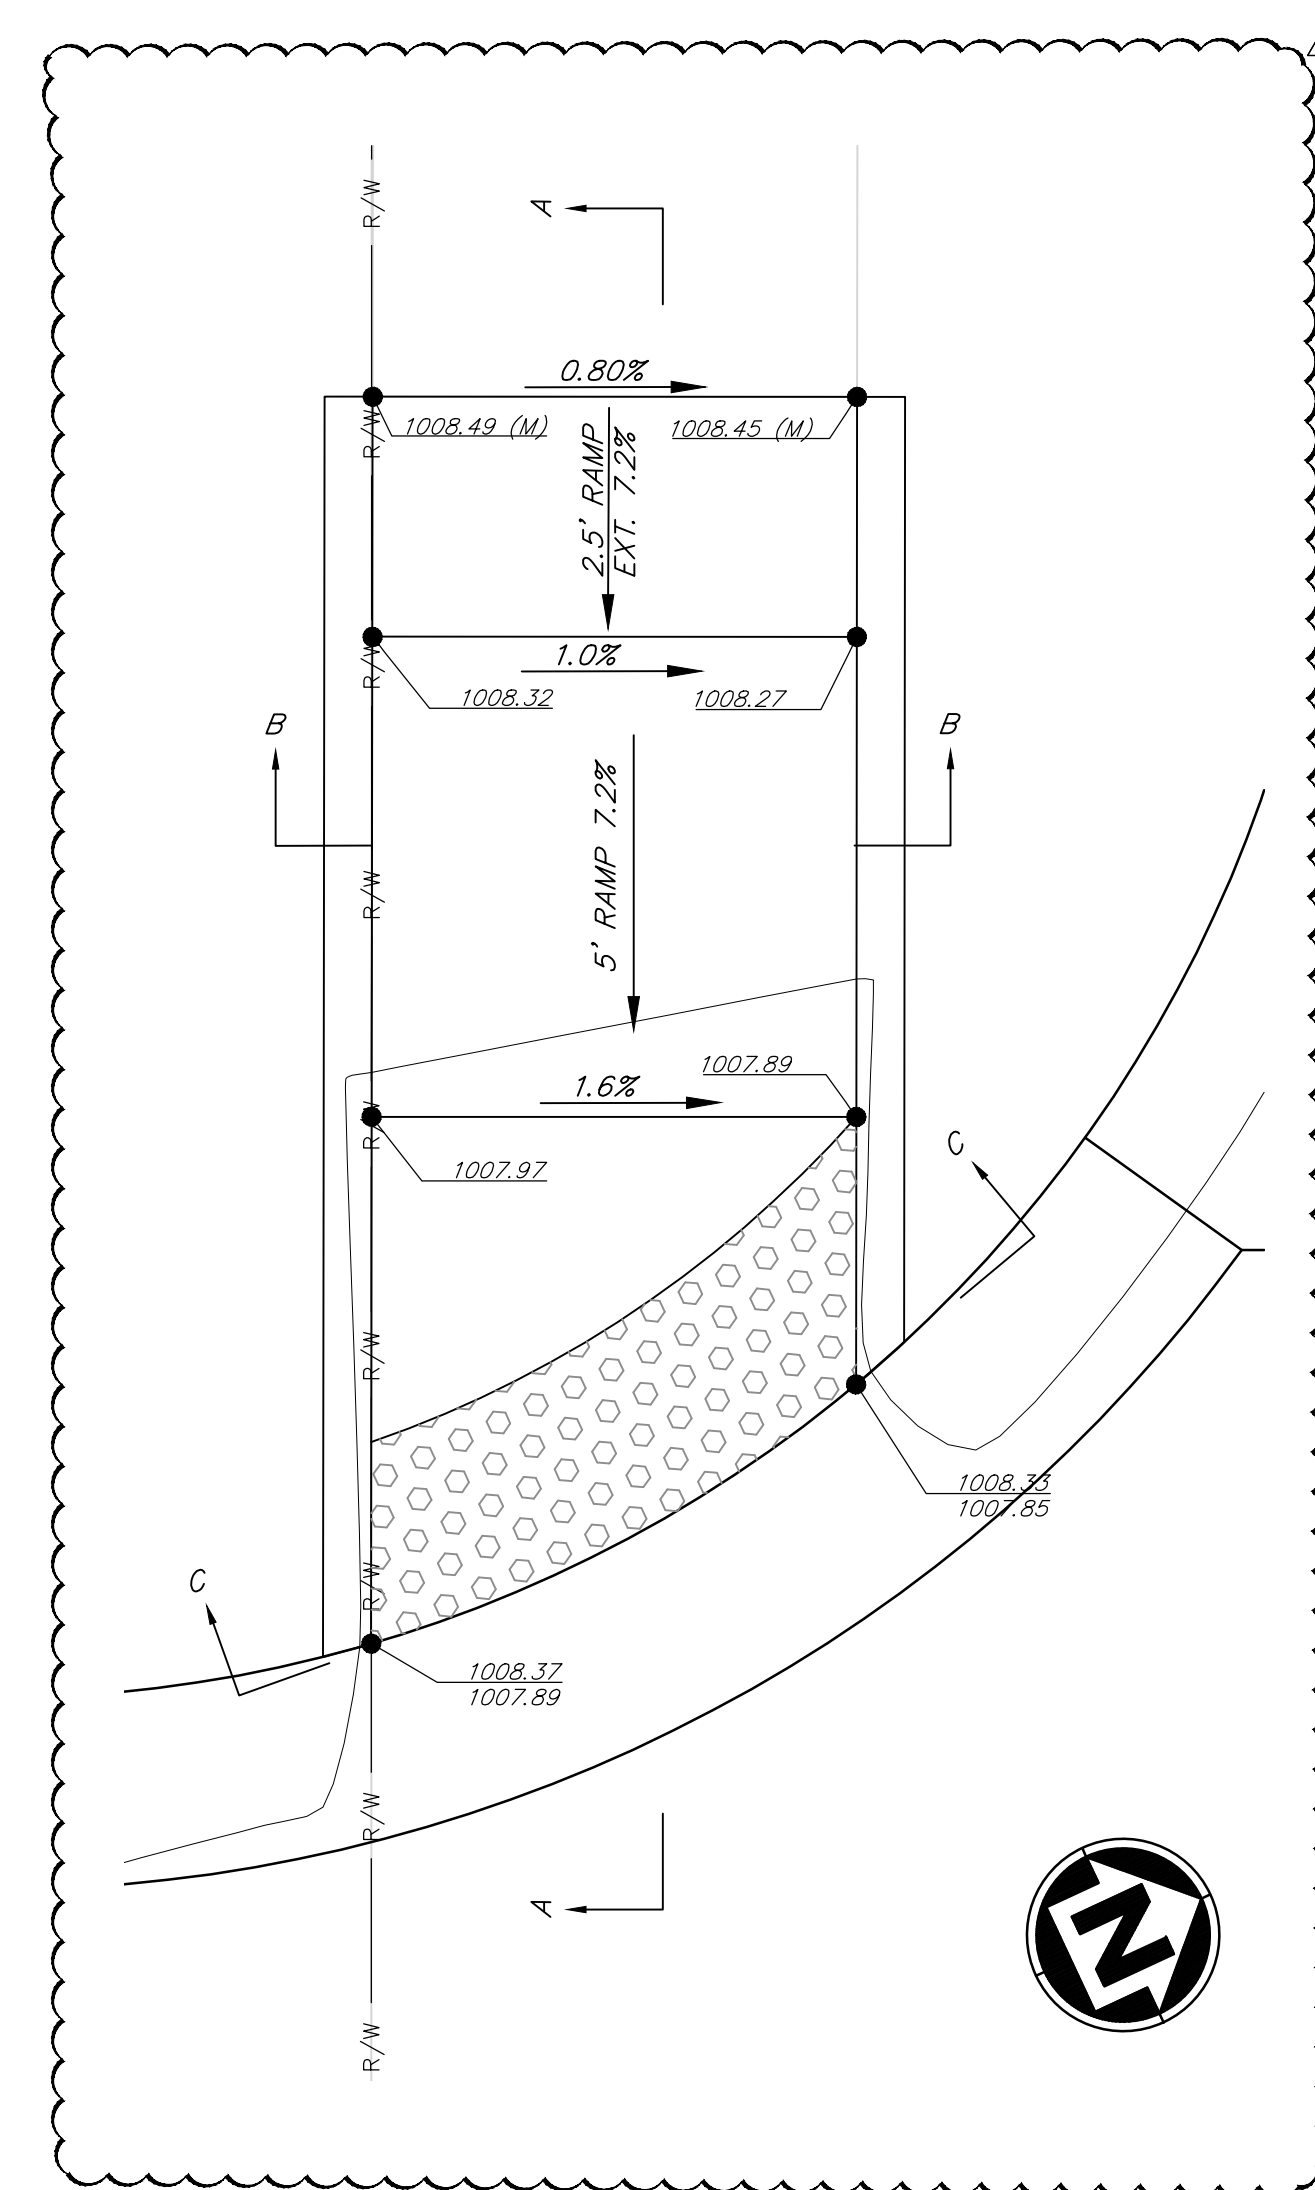 R/W
A
0.80%
1008.49 (M)
1008.45 (M)
R/W
2.5' RAMP
EXT. 7.2%
1.0%
R/W
1008.32
1008.27
B
B
5' RAMP 7.2%
R/W
1007.89
1.6%
R/W
1007.97
C
R/W
1008.33
1007.85
R/W
C
1008.37
1007.89
R/W
A
N
R/W